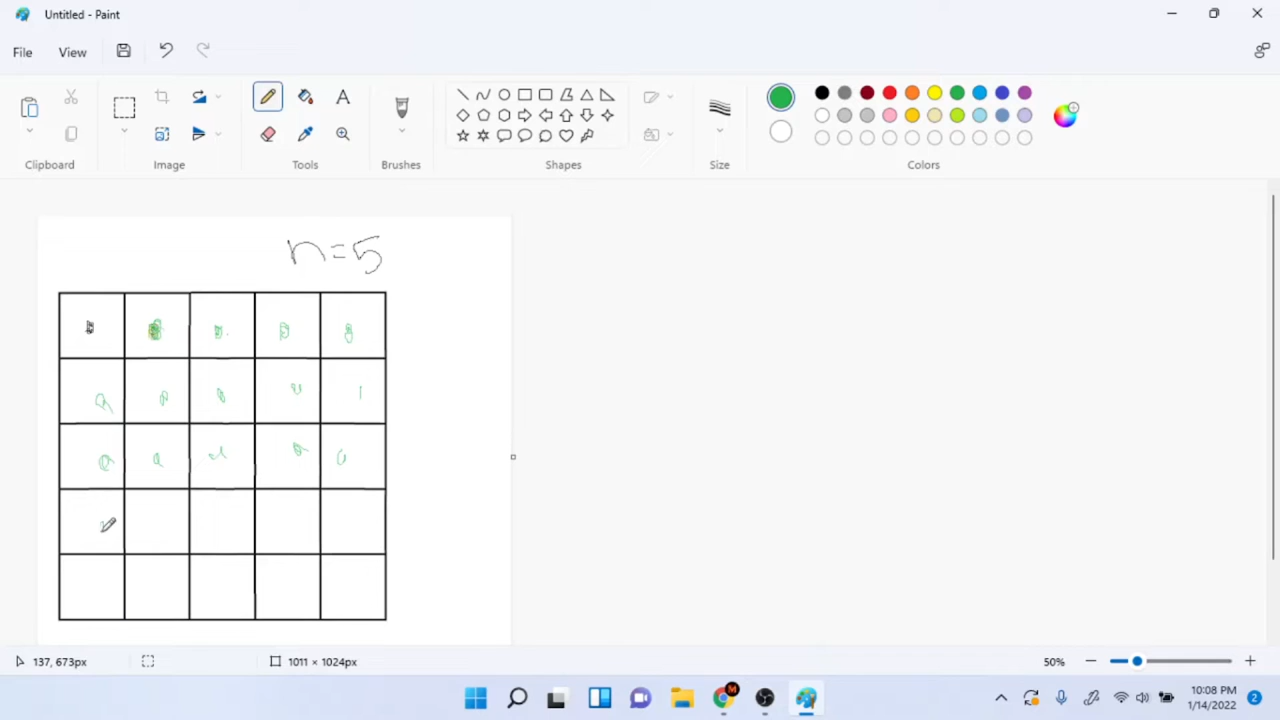 Untitled - Paint
File View
Clipboard Image Tools Brushes Shapes Size Colors
n=5
137, 673px 1011 × 1024px 50%
M
10:08 PM
1/14/2022
2